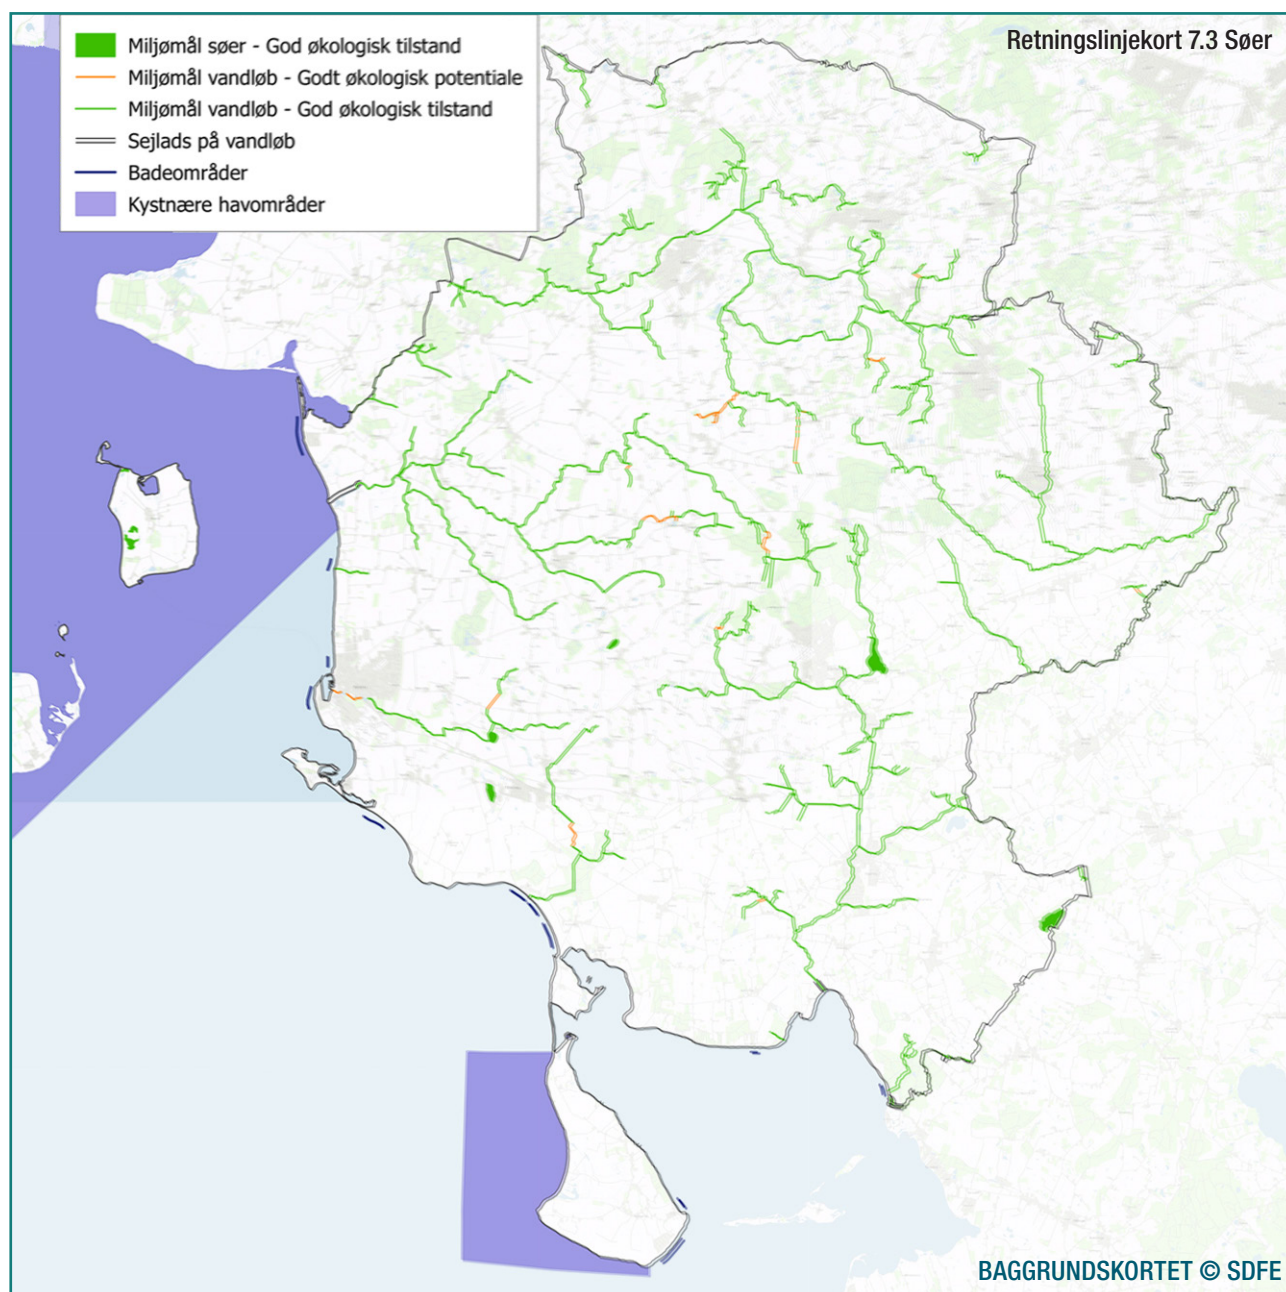 Retningslinjekort 7.3 Søer
Miljømål søer - God økologisk tilstand
Miljømål vandløb - Godt økologisk potentiale
Miljømål vandløb - God økologisk tilstand
Sejlads på vandløb
Badeområder
Kystnære havområder
BAGGRUNDSKORTET © SDFE